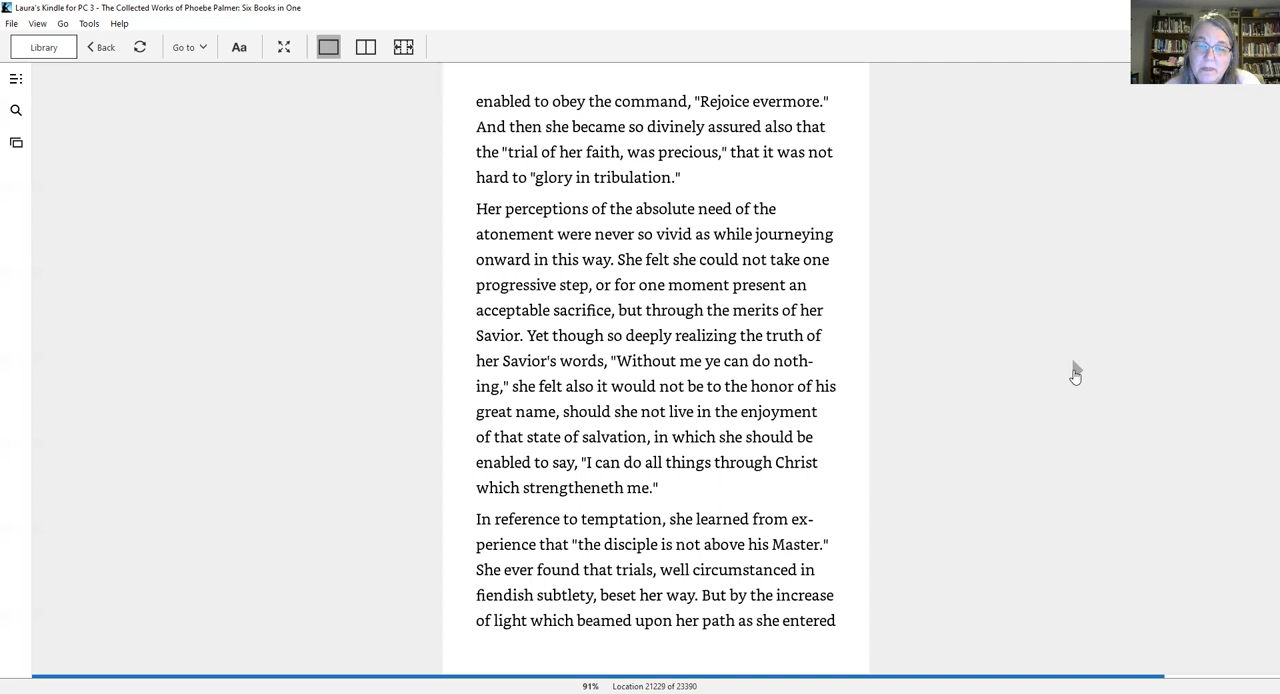 Laura's Kindle for PC 3 - The Collected Works of Phoebe Palmer: Six Books in One
File View Go Tools Help
Library Back Go to Aa
enabled to obey the command, "Rejoice evermore."
And then she became so divinely assured also that
the "trial of her faith, was precious," that it was not
hard to "glory in tribulation."
Her perceptions of the absolute need of the
atonement were never so vivid as while journeying
onward in this way. She felt she could not take one
progressive step, or for one moment present an
acceptable sacrifice, but through the merits of her
Savior. Yet though so deeply realizing the truth of
her Savior's words, "Without me ye can do noth-
ing," she felt also it would not be to the honor of his
great name, should she not live in the enjoyment
of that state of salvation, in which she should be
enabled to say, "I can do all things through Christ
which strengtheneth me."
In reference to temptation, she learned from ex-
perience that "the disciple is not above his Master."
She ever found that trials, well circumstanced in
fiendish subtlety, beset her way. But by the increase
of light which beamed upon her path as she entered
91% Location 21229 of 23390